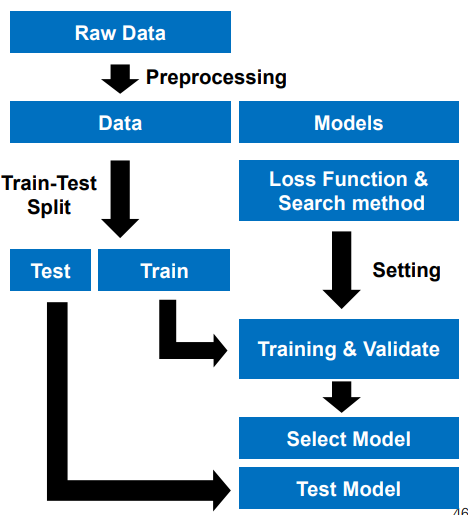 Raw Data
Preprocessing
Data
Models
Train-Test
Split
Loss Function &
Search method
Test
Train
Setting
Training & Validate
Select Model
Test Model
46